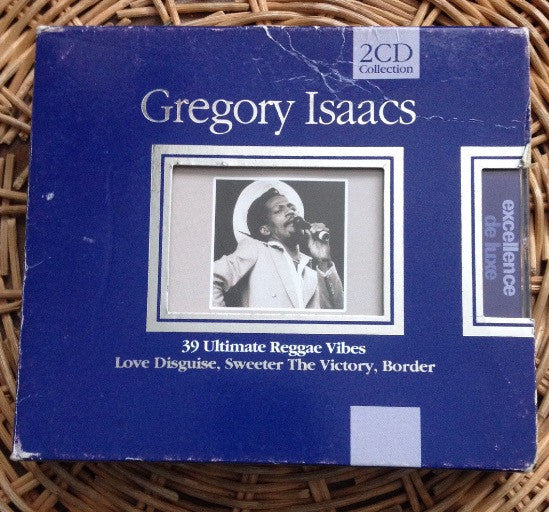 2CD
Collection
Gregory Isaacs
excellence
de luxe
39 Ultimate Reggae Vibes
Love Disguise, Sweeter The Victory, Border